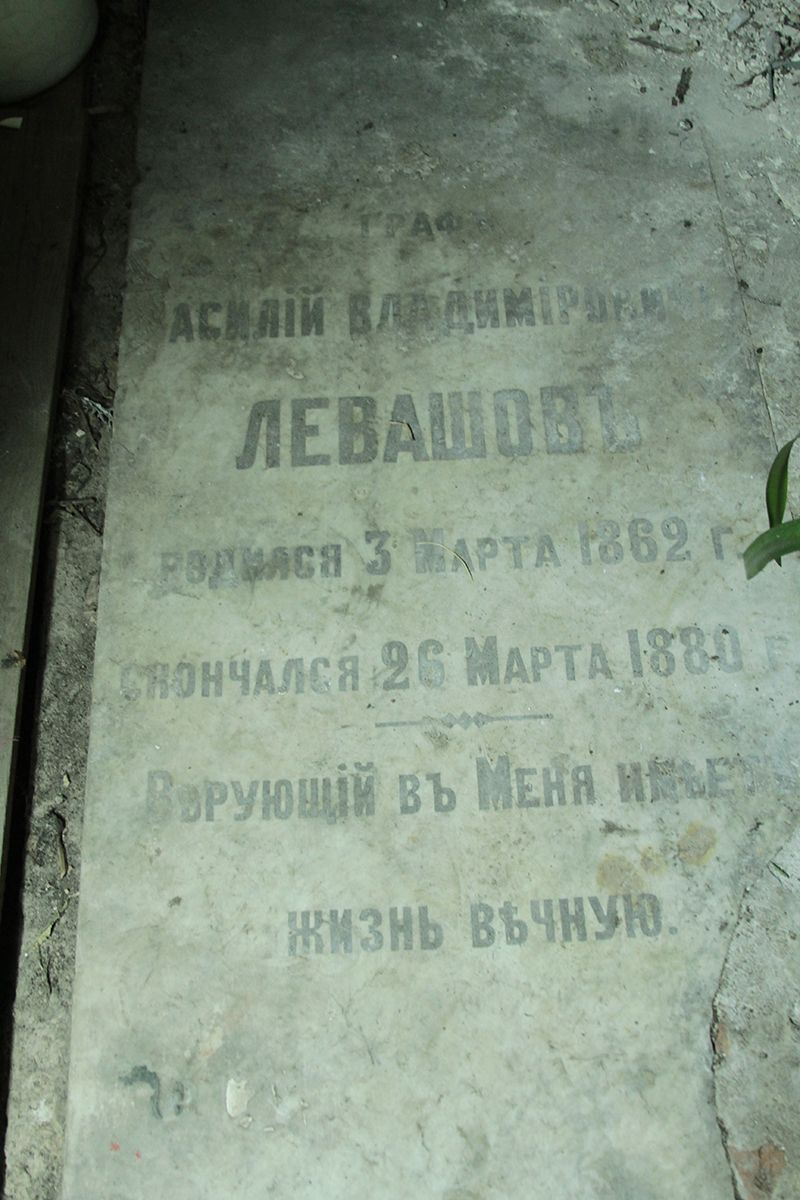 ГРАФЪ
АСИЛІЙ ВЛАДИМІРОВИЧЪ
ЛЕВАШОВЪ
РОДИЛСЯ 3 МАРТА 1862 Г.
СКОНЧАЛСЯ 26 МАРТА 1880 Г.
ВѢРУЮЩІЙ ВЪ МЕНЯ ИМѢЕТЪ
ЖИЗНЬ ВѢЧНУЮ.